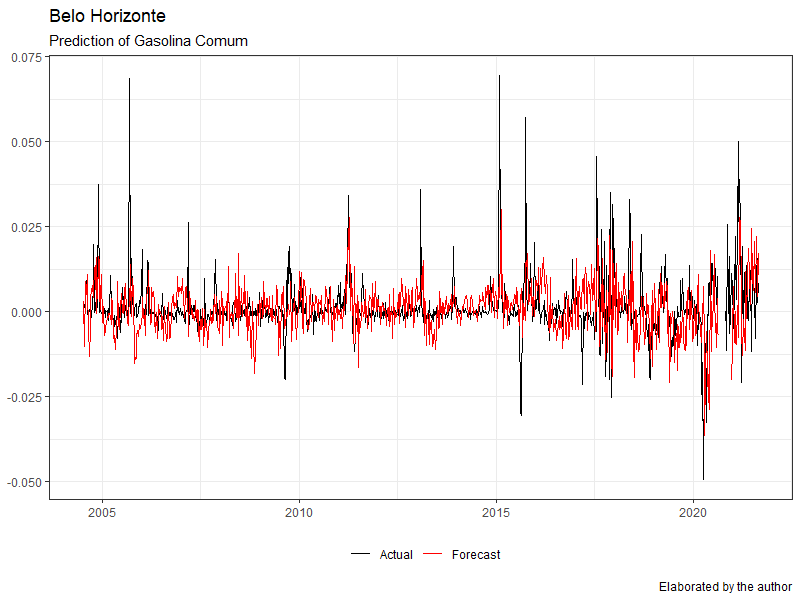 Belo Horizonte
Prediction of Gasolina Comum
0.075
0.050
0.025
0.000
-0.025
-0.050
2005 2010 2015 2020
Actual Forecast
Elaborated by the author